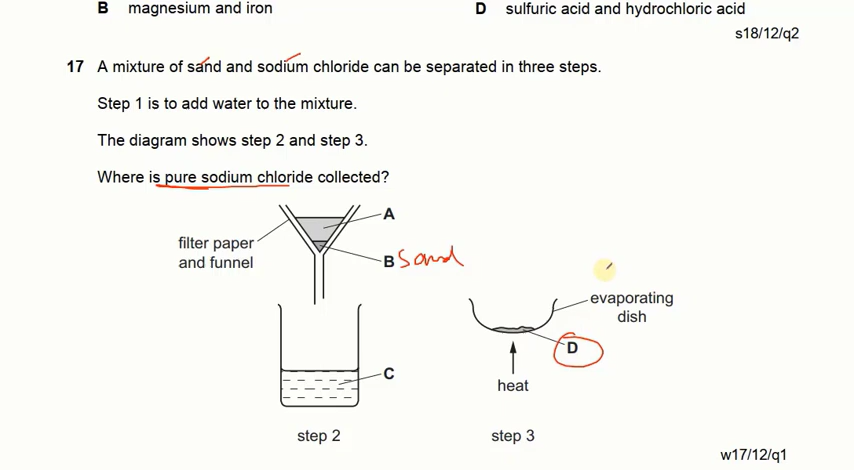 B magnesium and iron
D sulfuric acid and hydrochloric acid
s18/12/q2
17 A mixture of sand and sodium chloride can be separated in three steps.
Step 1 is to add water to the mixture.
The diagram shows step 2 and step 3.
Where is pure sodium chloride collected?
A
filter paper
and funnel
B sand
evaporating
dish
D
C
heat
step 2
step 3
w17/12/q1